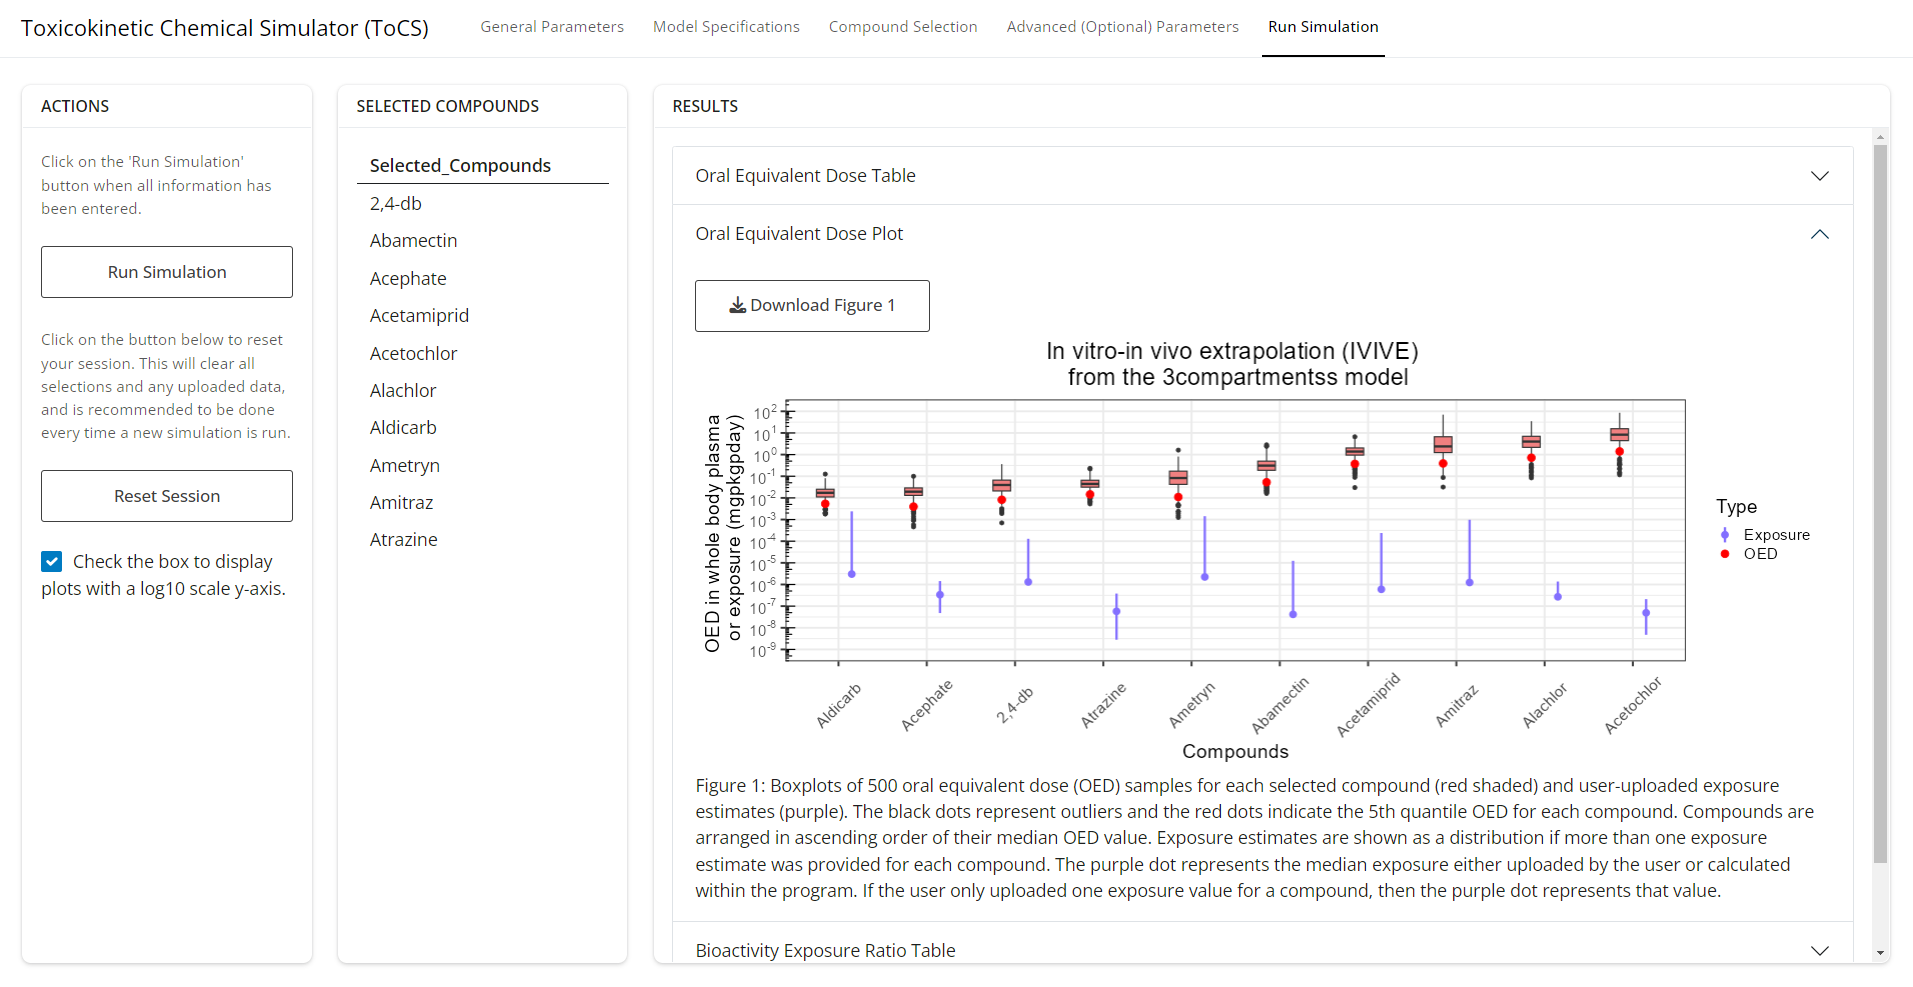 Toxicokinetic Chemical Simulator (ToCS)
General Parameters
Model Specifications
Compound Selection
Advanced (Optional) Parameters
Run Simulation
ACTIONS
Click on the 'Run Simulation'
button when all information has
been entered.
Run Simulation
Click on the button below to reset
your session. This will clear all
selections and any uploaded data,
and is recommended to be done
every time a new simulation is run.
Reset Session
Check the box to display
plots with a log10 scale y-axis.
SELECTED COMPOUNDS
Selected_Compounds
2,4-db
Abamectin
Acephate
Acetamiprid
Acetochlor
Alachlor
Aldicarb
Ametryn
Amitraz
Atrazine
RESULTS
Oral Equivalent Dose Table
Oral Equivalent Dose Plot
Download Figure 1
In vitro-in vivo extrapolation (IVIVE)
from the 3compartmentss model
OED in whole body plasma
or exposure (mgpkgpday)
10^2
10^1
10^0
10^-1
10^-2
10^-3
10^-4
10^-5
10^-6
10^-7
10^-8
10^-9
Aldicarb
Acephate
2,4-db
Atrazine
Ametryn
Abamectin
Acetamiprid
Amitraz
Alachlor
Acetochlor
Compounds
Type
Exposure
OED
Figure 1: Boxplots of 500 oral equivalent dose (OED) samples for each selected compound (red shaded) and user-uploaded exposure
estimates (purple). The black dots represent outliers and the red dots indicate the 5th quantile OED for each compound. Compounds are
arranged in ascending order of their median OED value. Exposure estimates are shown as a distribution if more than one exposure
estimate was provided for each compound. The purple dot represents the median exposure either uploaded by the user or calculated
within the program. If the user only uploaded one exposure value for a compound, then the purple dot represents that value.
Bioactivity Exposure Ratio Table